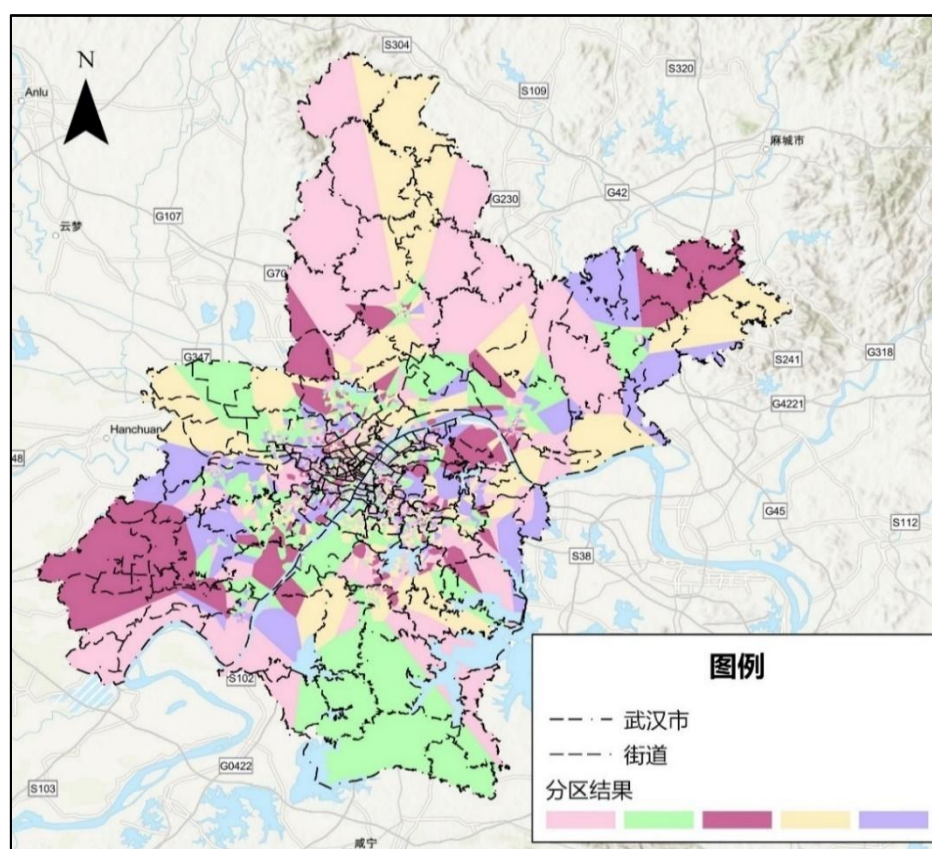 S304
N
S320
Anlu
S109
麻城市
G42
G230
G107
云梦
G70
S241
G318
G347
G4221
Hanchuan
48
G45
S112
S38
图例
S102
武汉市
街道
G0422
S103
分区结果
咸宁